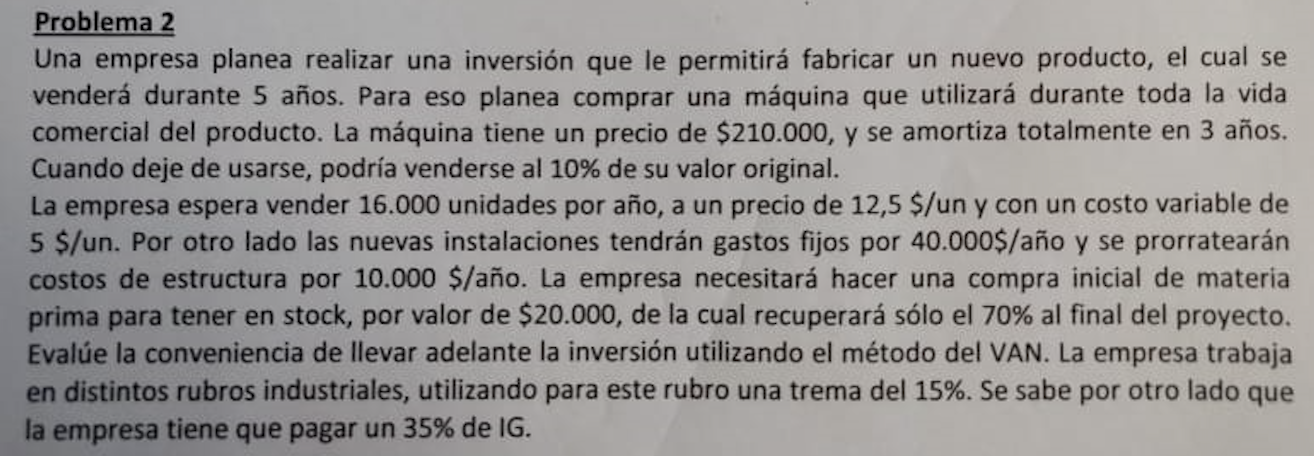 Problema 2
Una empresa planea realizar una inversión que le permitirá fabricar un nuevo producto, el cual se
venderá durante 5 años. Para eso planea comprar una máquina que utilizará durante toda la vida
comercial del producto. La máquina tiene un precio de $210.000, y se amortiza totalmente en 3 años.
Cuando deje de usarse, podría venderse al 10% de su valor original.
La empresa espera vender 16.000 unidades por año, a un precio de 12,5 $/un y con un costo variable de
5 $/un. Por otro lado las nuevas instalaciones tendrán gastos fijos por 40.000$/año y se prorratearán
costos de estructura por 10.000 $/año. La empresa necesitará hacer una compra inicial de materia
prima para tener en stock, por valor de $20.000, de la cual recuperará sólo el 70% al final del proyecto.
Evalúe la conveniencia de llevar adelante la inversión utilizando el método del VAN. La empresa trabaja
en distintos rubros industriales, utilizando para este rubro una trema del 15%. Se sabe por otro lado que
la empresa tiene que pagar un 35% de IG.